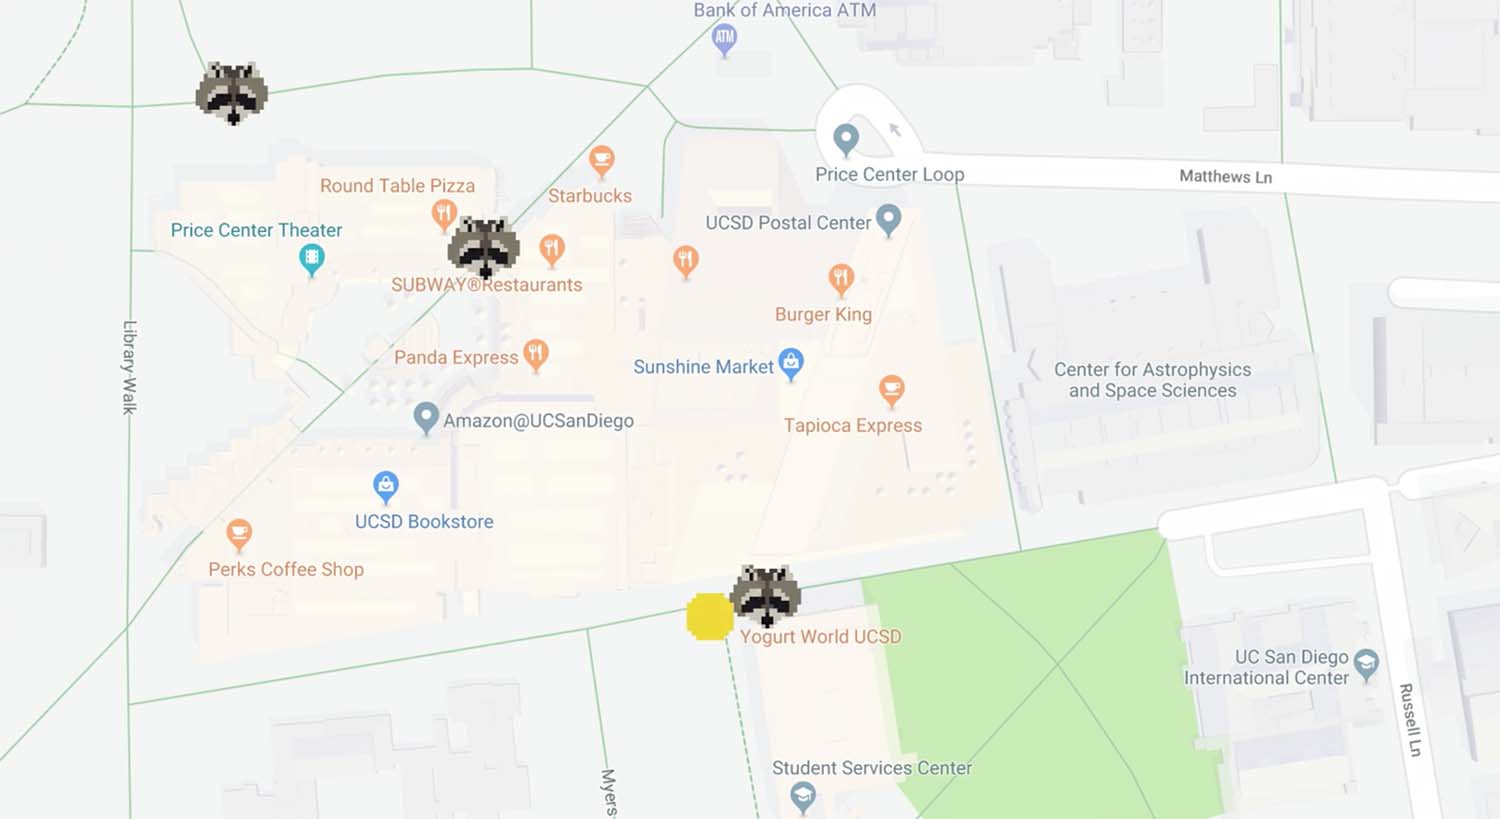 Bank of America ATM
ATM
Price Center Loop
Matthews Ln
Round Table Pizza
Starbucks
Price Center Theater
UCSD Postal Center
SUBWAY®Restaurants
Burger King
Library Walk
Panda Express
Sunshine Market
Center for Astrophysics
and Space Sciences
Amazon@UCSanDiego
Tapioca Express
UCSD Bookstore
Perks Coffee Shop
Yogurt World UCSD
UC San Diego
International Center
Russell Ln
Student Services Center
Myers